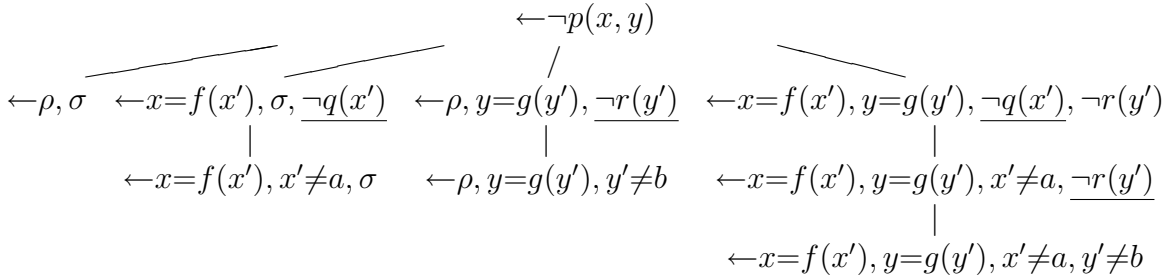 ←¬p(x, y)
←ρ, σ ←x=f(x′), σ, ¬q(x′) ←ρ, y=g(y′), ¬r(y′) ←x=f(x′), y=g(y′), ¬q(x′), ¬r(y′)
←x=f(x′), x′≠a, σ ←ρ, y=g(y′), y′≠b ←x=f(x′), y=g(y′), x′≠a, ¬r(y′)
←x=f(x′), y=g(y′), x′≠a, y′≠b